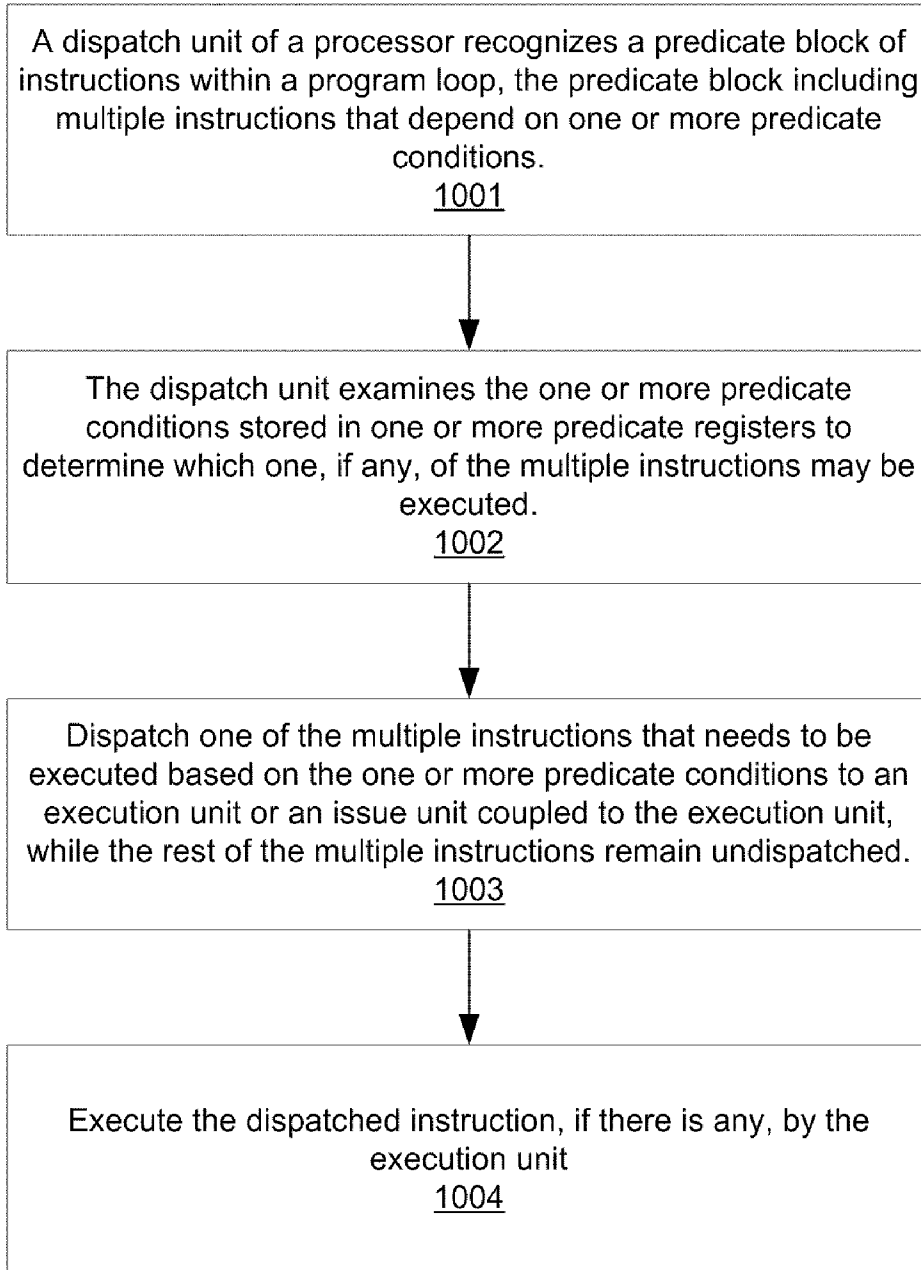 A dispatch unit of a processor recognizes a predicate block of
instructions within a program loop, the predicate block including
multiple instructions that depend on one or more predicate
conditions.
1001
The dispatch unit examines the one or more predicate
conditions stored in one or more predicate registers to
determine which one, if any, of the multiple instructions may be
executed.
1002
Dispatch one of the multiple instructions that needs to be
executed based on the one or more predicate conditions to an
execution unit or an issue unit coupled to the execution unit,
while the rest of the multiple instructions remain undispatched.
1003
Execute the dispatched instruction, if there is any, by the
execution unit
1004